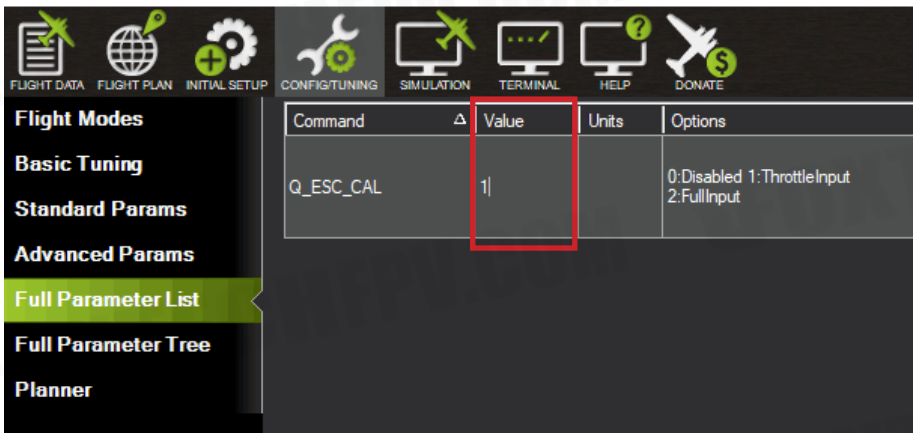 FLIGHT DATA FLIGHT PLAN INITIAL SETUP CONFIG/TUNING SIMULATION TERMINAL HELP DONATE
Flight Modes
Basic Tuning
Standard Params
Advanced Params
Full Parameter List
Full Parameter Tree
Planner
Command Value Units Options
Q_ESC_CAL 1 0:Disabled 1:ThrottleInput
2:FullInput